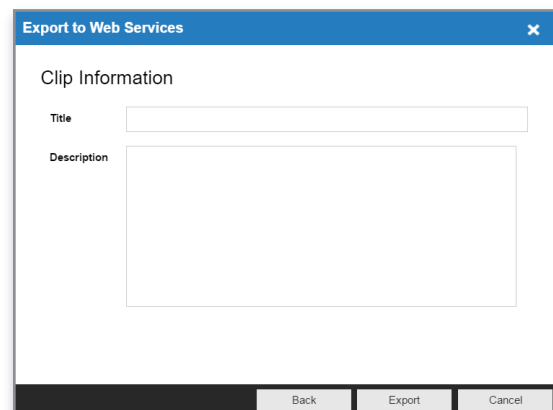 Export to Web Services
Clip Information
Title
Description
Back Export Cancel